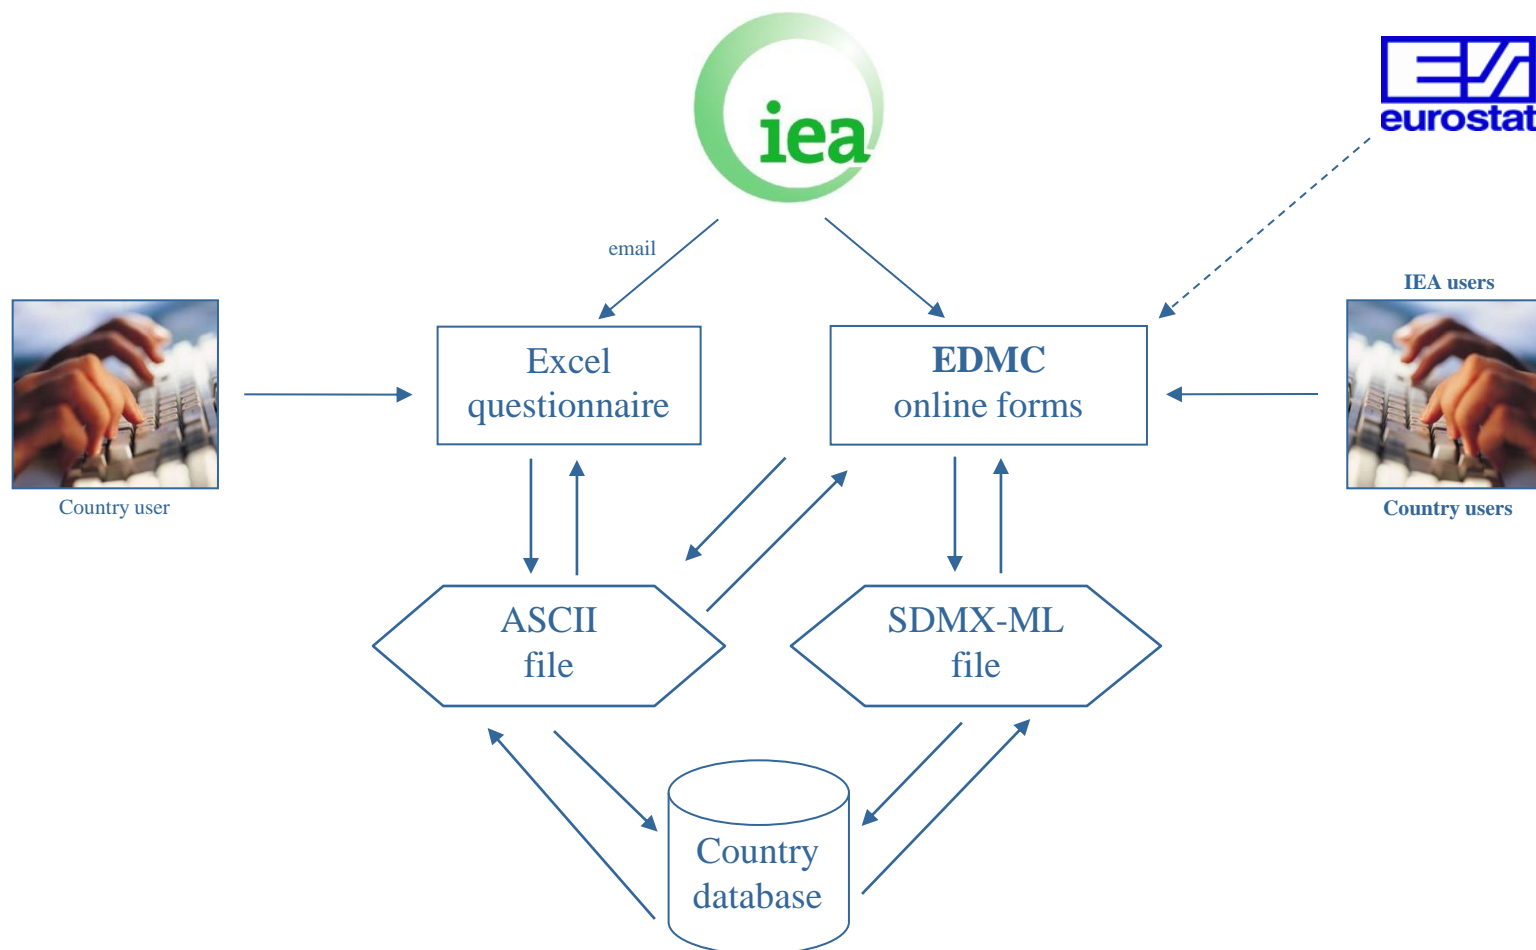 iea
eurostat
email
IEA users
Excel
questionnaire
EDMC
online forms
Country user
Country users
ASCII
file
SDMX-ML
file
Country
database